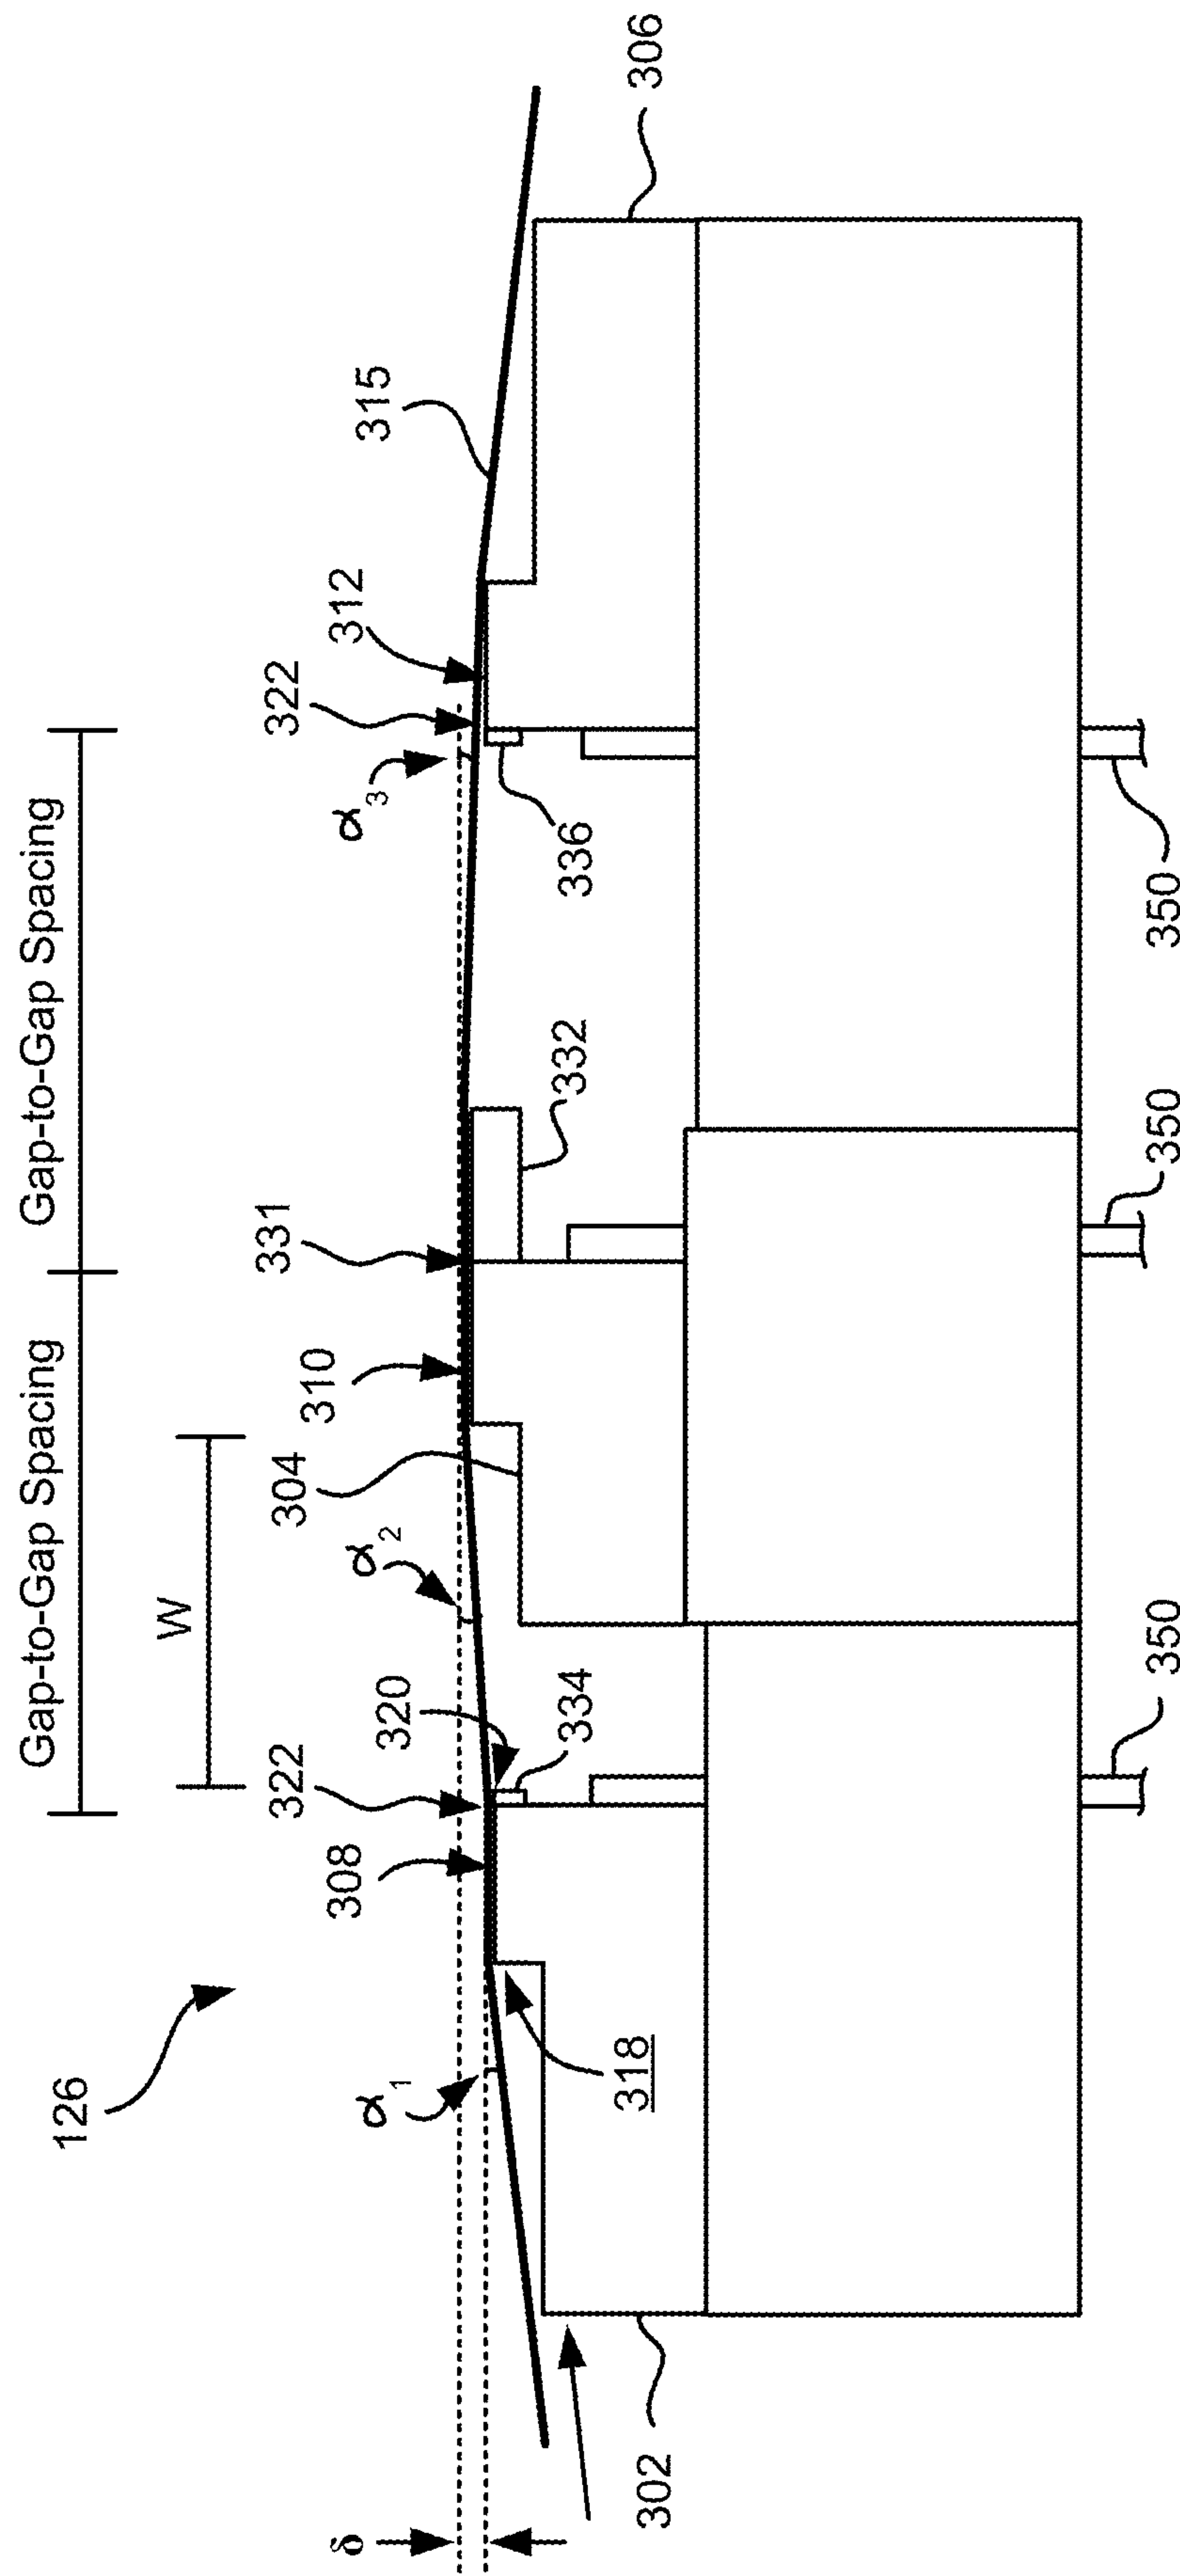 Gap-to-Gap Spacing
Gap-to-Gap Spacing
W
126
δ
α1
318
302
308
322
320
334
α2
304
310
331
332
α3
336
322
312
315
306
350
350
350